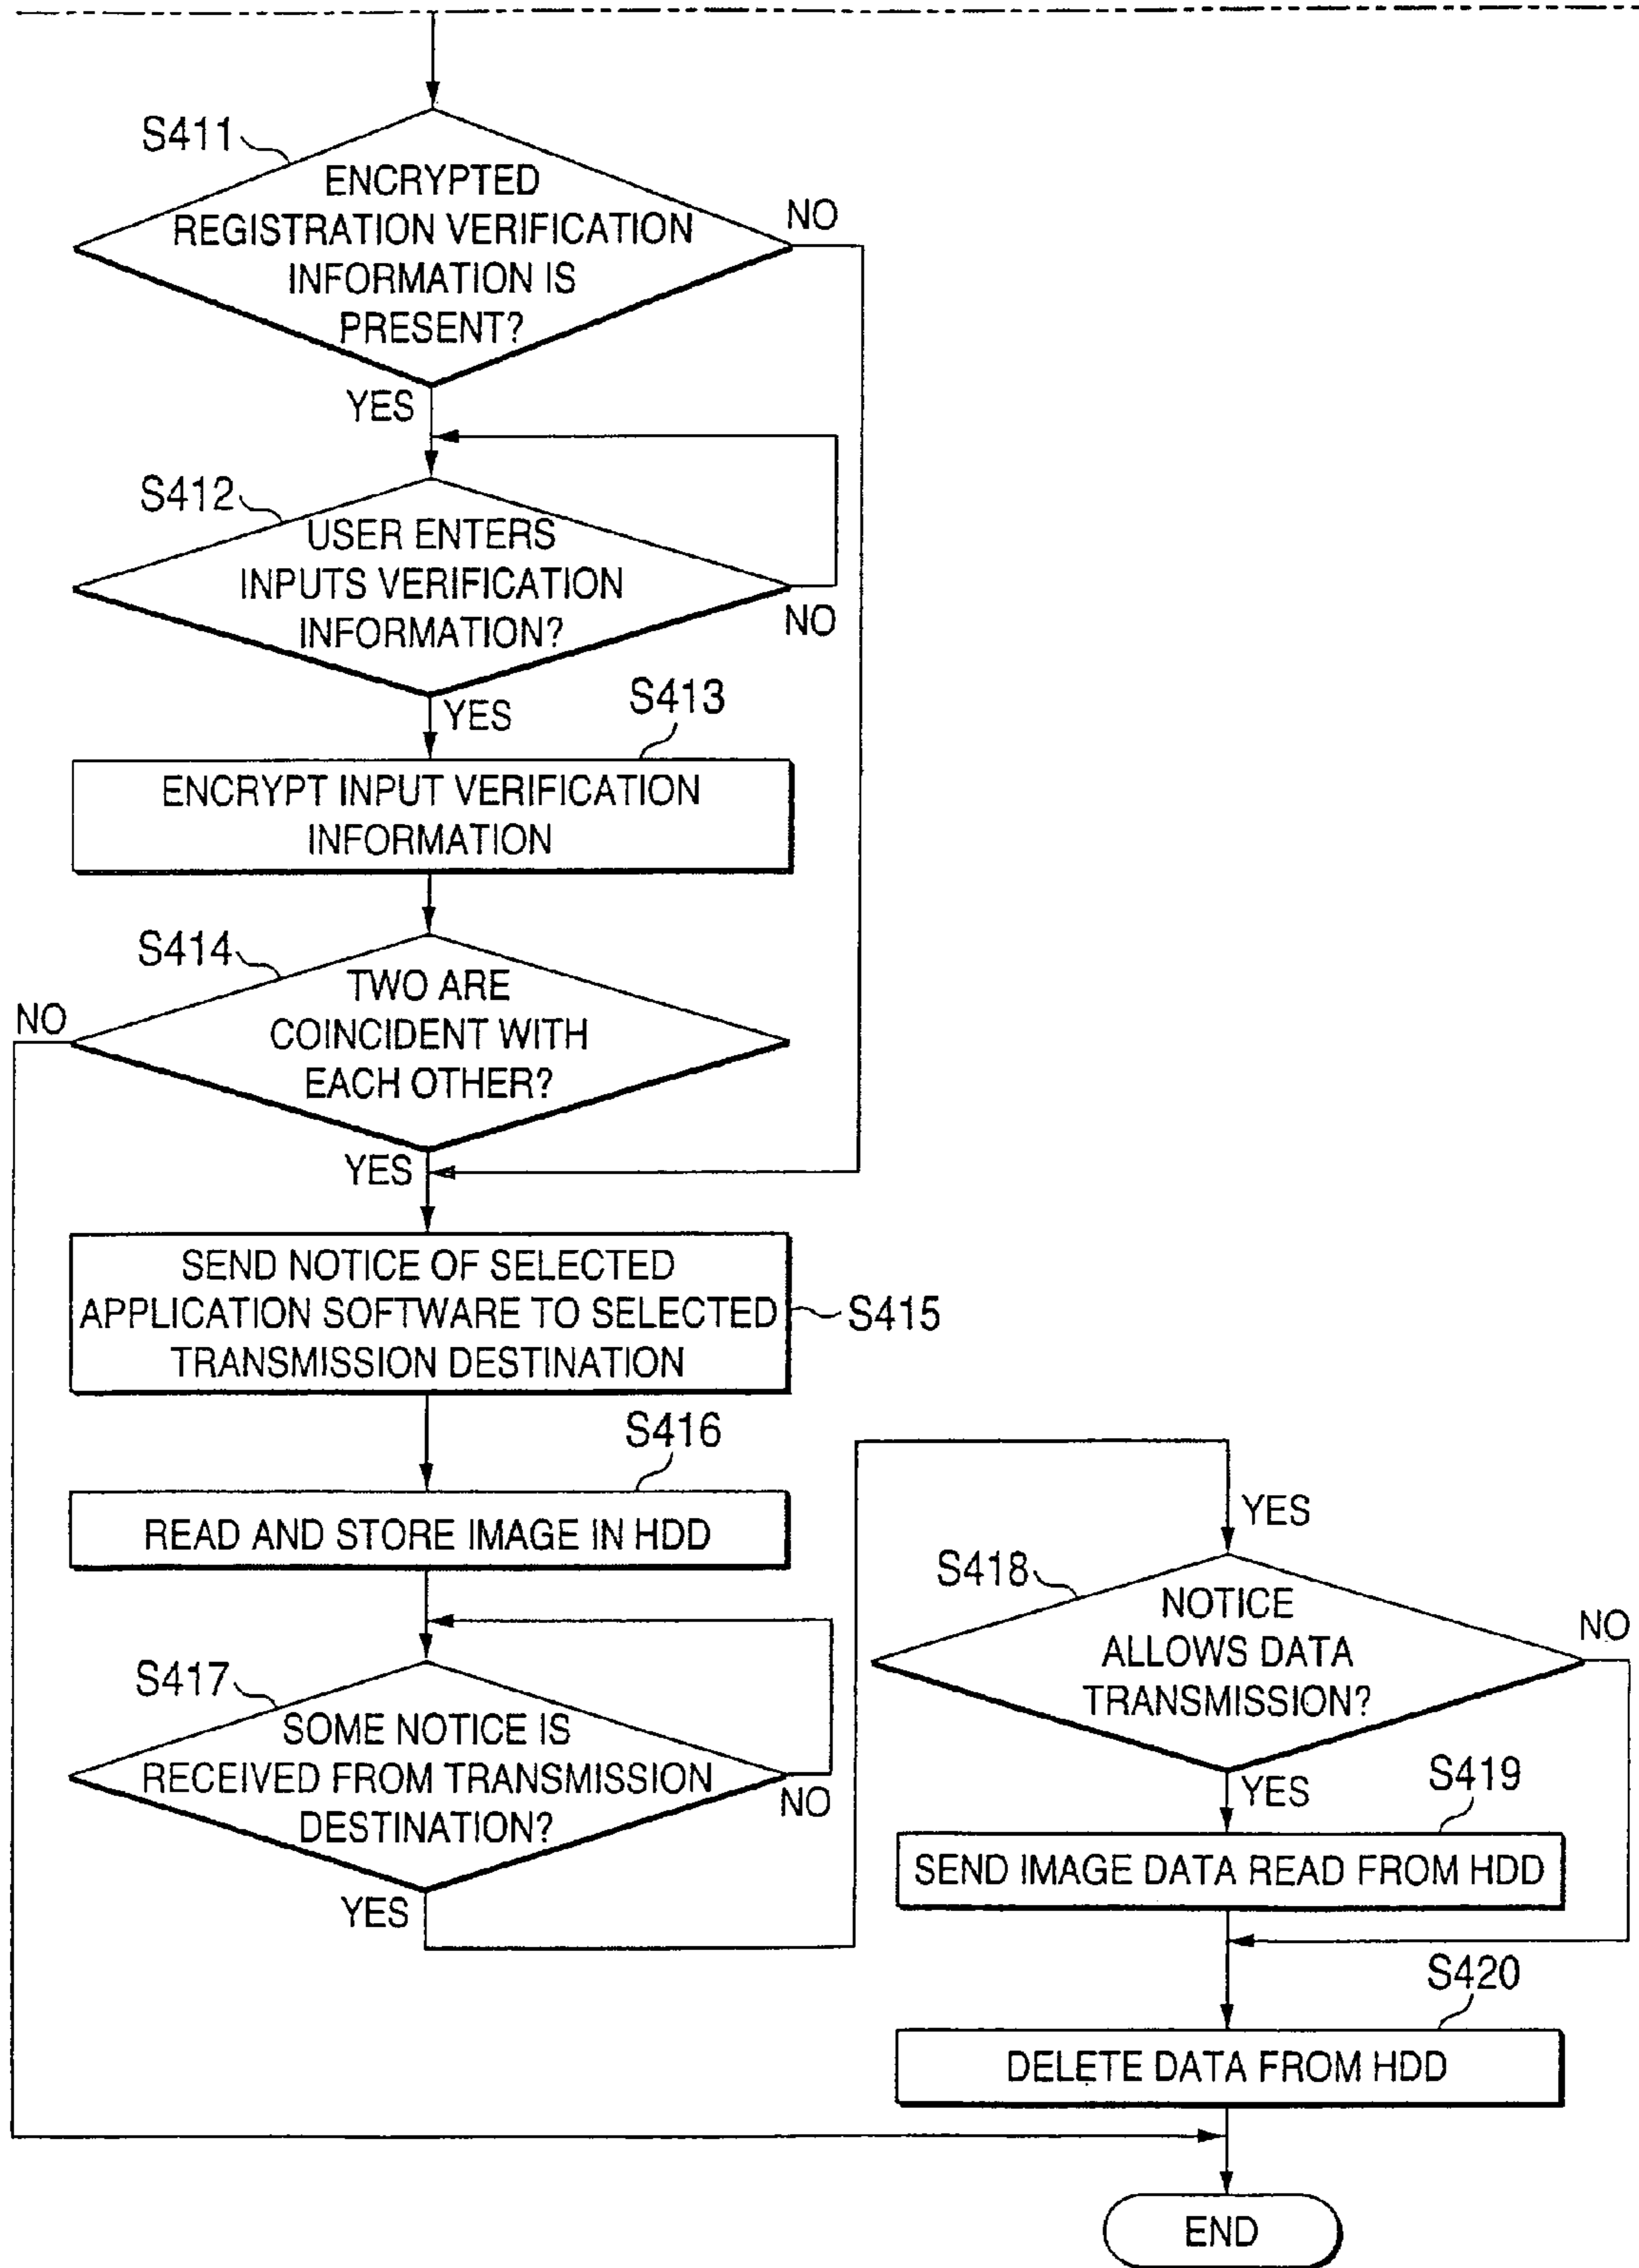 S411
ENCRYPTED
REGISTRATION VERIFICATION
INFORMATION IS
PRESENT?
NO
YES
S412
USER ENTERS
INPUTS VERIFICATION
INFORMATION?
NO
YES
S413
ENCRYPT INPUT VERIFICATION
INFORMATION
S414
TWO ARE
COINCIDENT WITH
EACH OTHER?
NO
YES
SEND NOTICE OF SELECTED
APPLICATION SOFTWARE TO SELECTED
TRANSMISSION DESTINATION
S415
S416
READ AND STORE IMAGE IN HDD
S417
SOME NOTICE IS
RECEIVED FROM TRANSMISSION
DESTINATION?
NO
YES
YES
S418
NOTICE
ALLOWS DATA
TRANSMISSION?
NO
YES
S419
SEND IMAGE DATA READ FROM HDD
S420
DELETE DATA FROM HDD
END